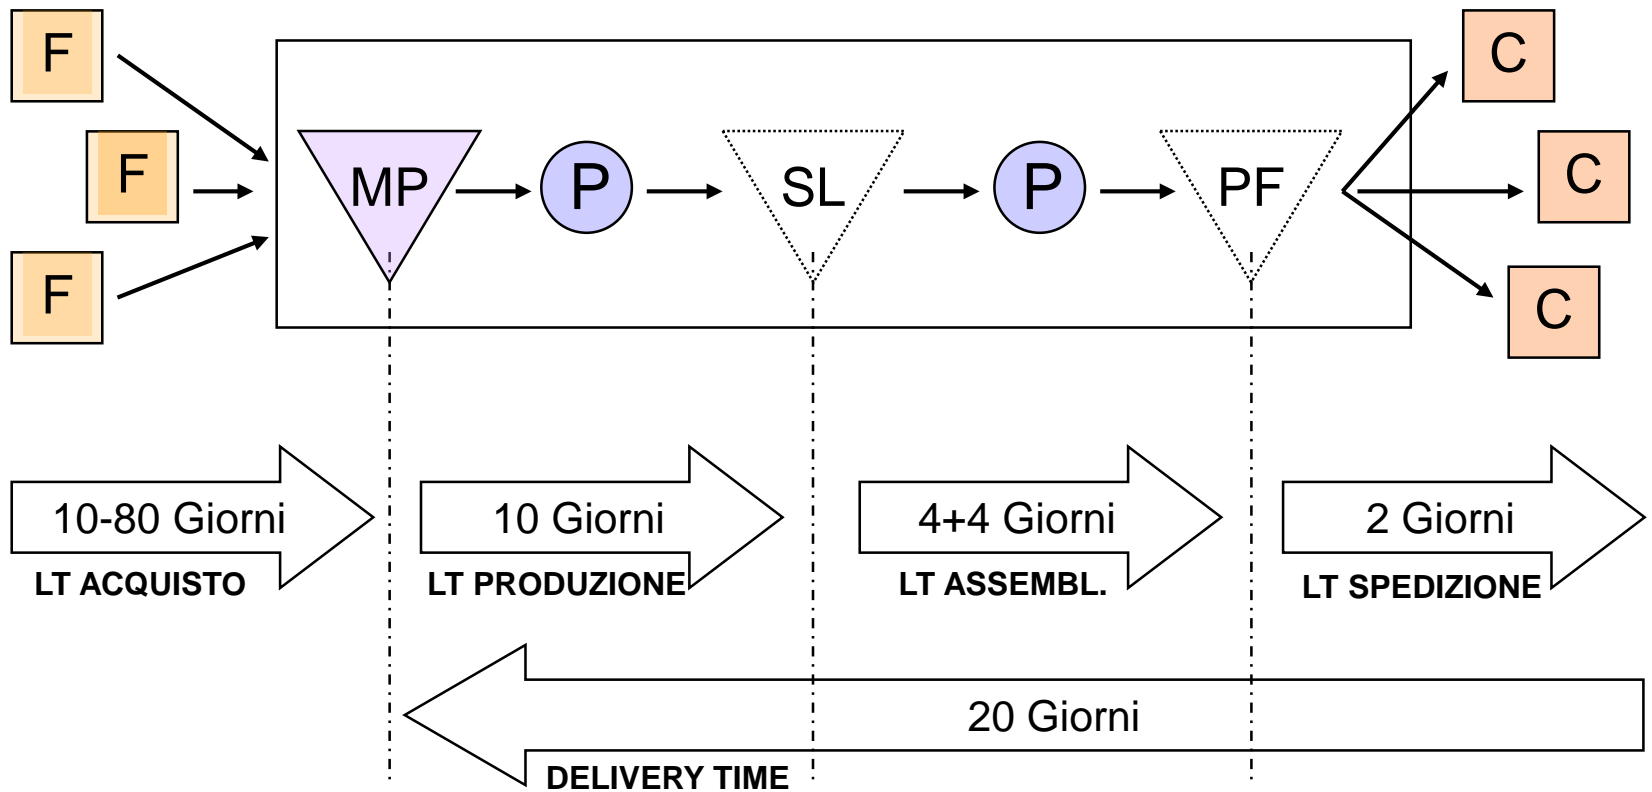 F
C
F
MP
P
SL
P
PF
C
F
C
10-80 Giorni
10 Giorni
4+4 Giorni
2 Giorni
LT ACQUISTO
LT PRODUZIONE
LT ASSEMBL.
LT SPEDIZIONE
20 Giorni
DELIVERY TIME